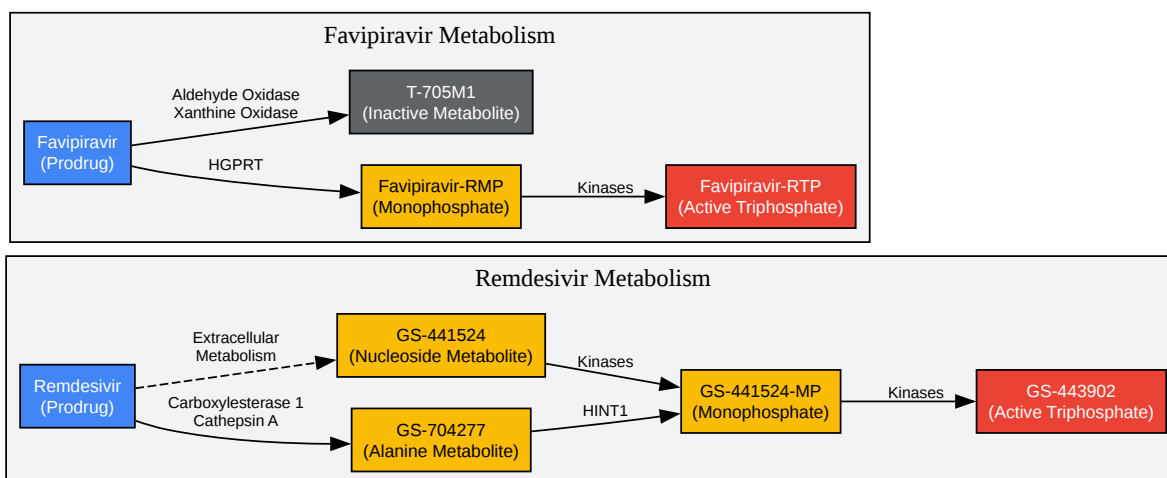 Favipiravir Metabolism
Aldehyde Oxidase
Xanthine Oxidase
T-705M1
(Inactive Metabolite)
Favipiravir
(Prodrug)
HGPRT
Favipiravir-RMP
(Monophosphate)
Kinases
Favipiravir-RTP
(Active Triphosphate)
Remdesivir Metabolism
Extracellular
Metabolism
GS-441524
(Nucleoside Metabolite)
Kinases
Remdesivir
(Prodrug)
Carboxylesterase 1
Cathepsin A
GS-704277
(Alanine Metabolite)
HINT1
GS-441524-MP
(Monophosphate)
Kinases
GS-443902
(Active Triphosphate)